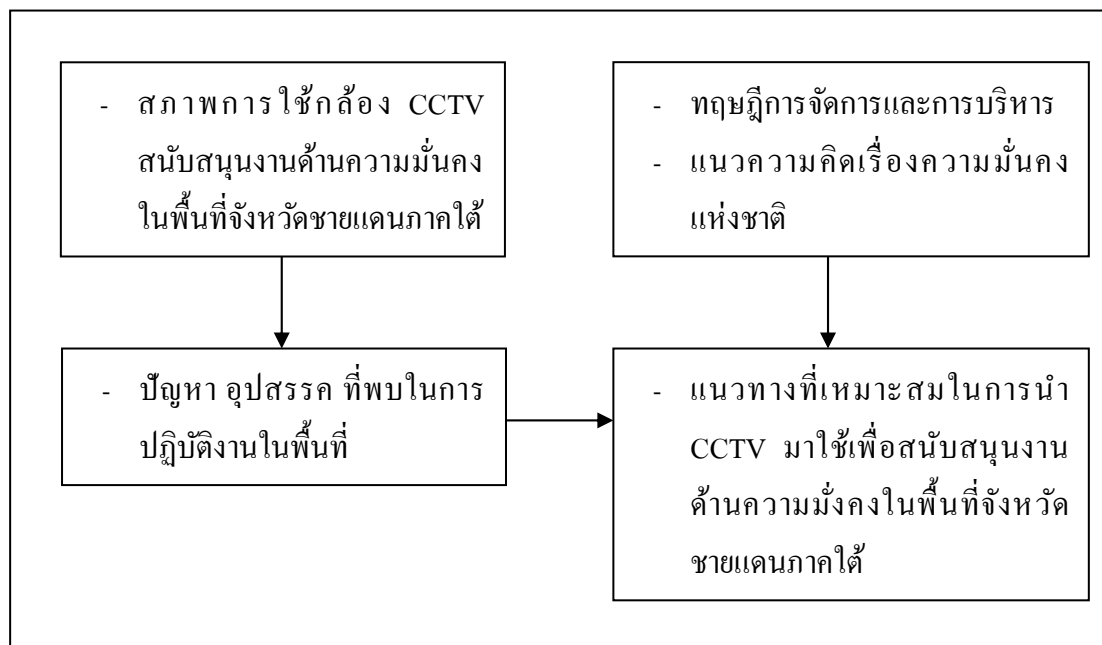 - สภาพการใช้กล้อง CCTV
สนับสนุนงานด้านความมั่นคง
ในพื้นที่จังหวัดชายแดนภาคใต้
- ทฤษฎีการจัดการและการบริหาร
- แนวความคิดเรื่องความมั่นคง
แห่งชาติ
- ปัญหา อุปสรรค ที่พบในการ
ปฏิบัติงานในพื้นที่
- แนวทางที่เหมาะสมในการนำ
CCTV มาใช้เพื่อสนับสนุนงาน
ด้านความมั่งคงในพื้นที่จังหวัด
ชายแดนภาคใต้